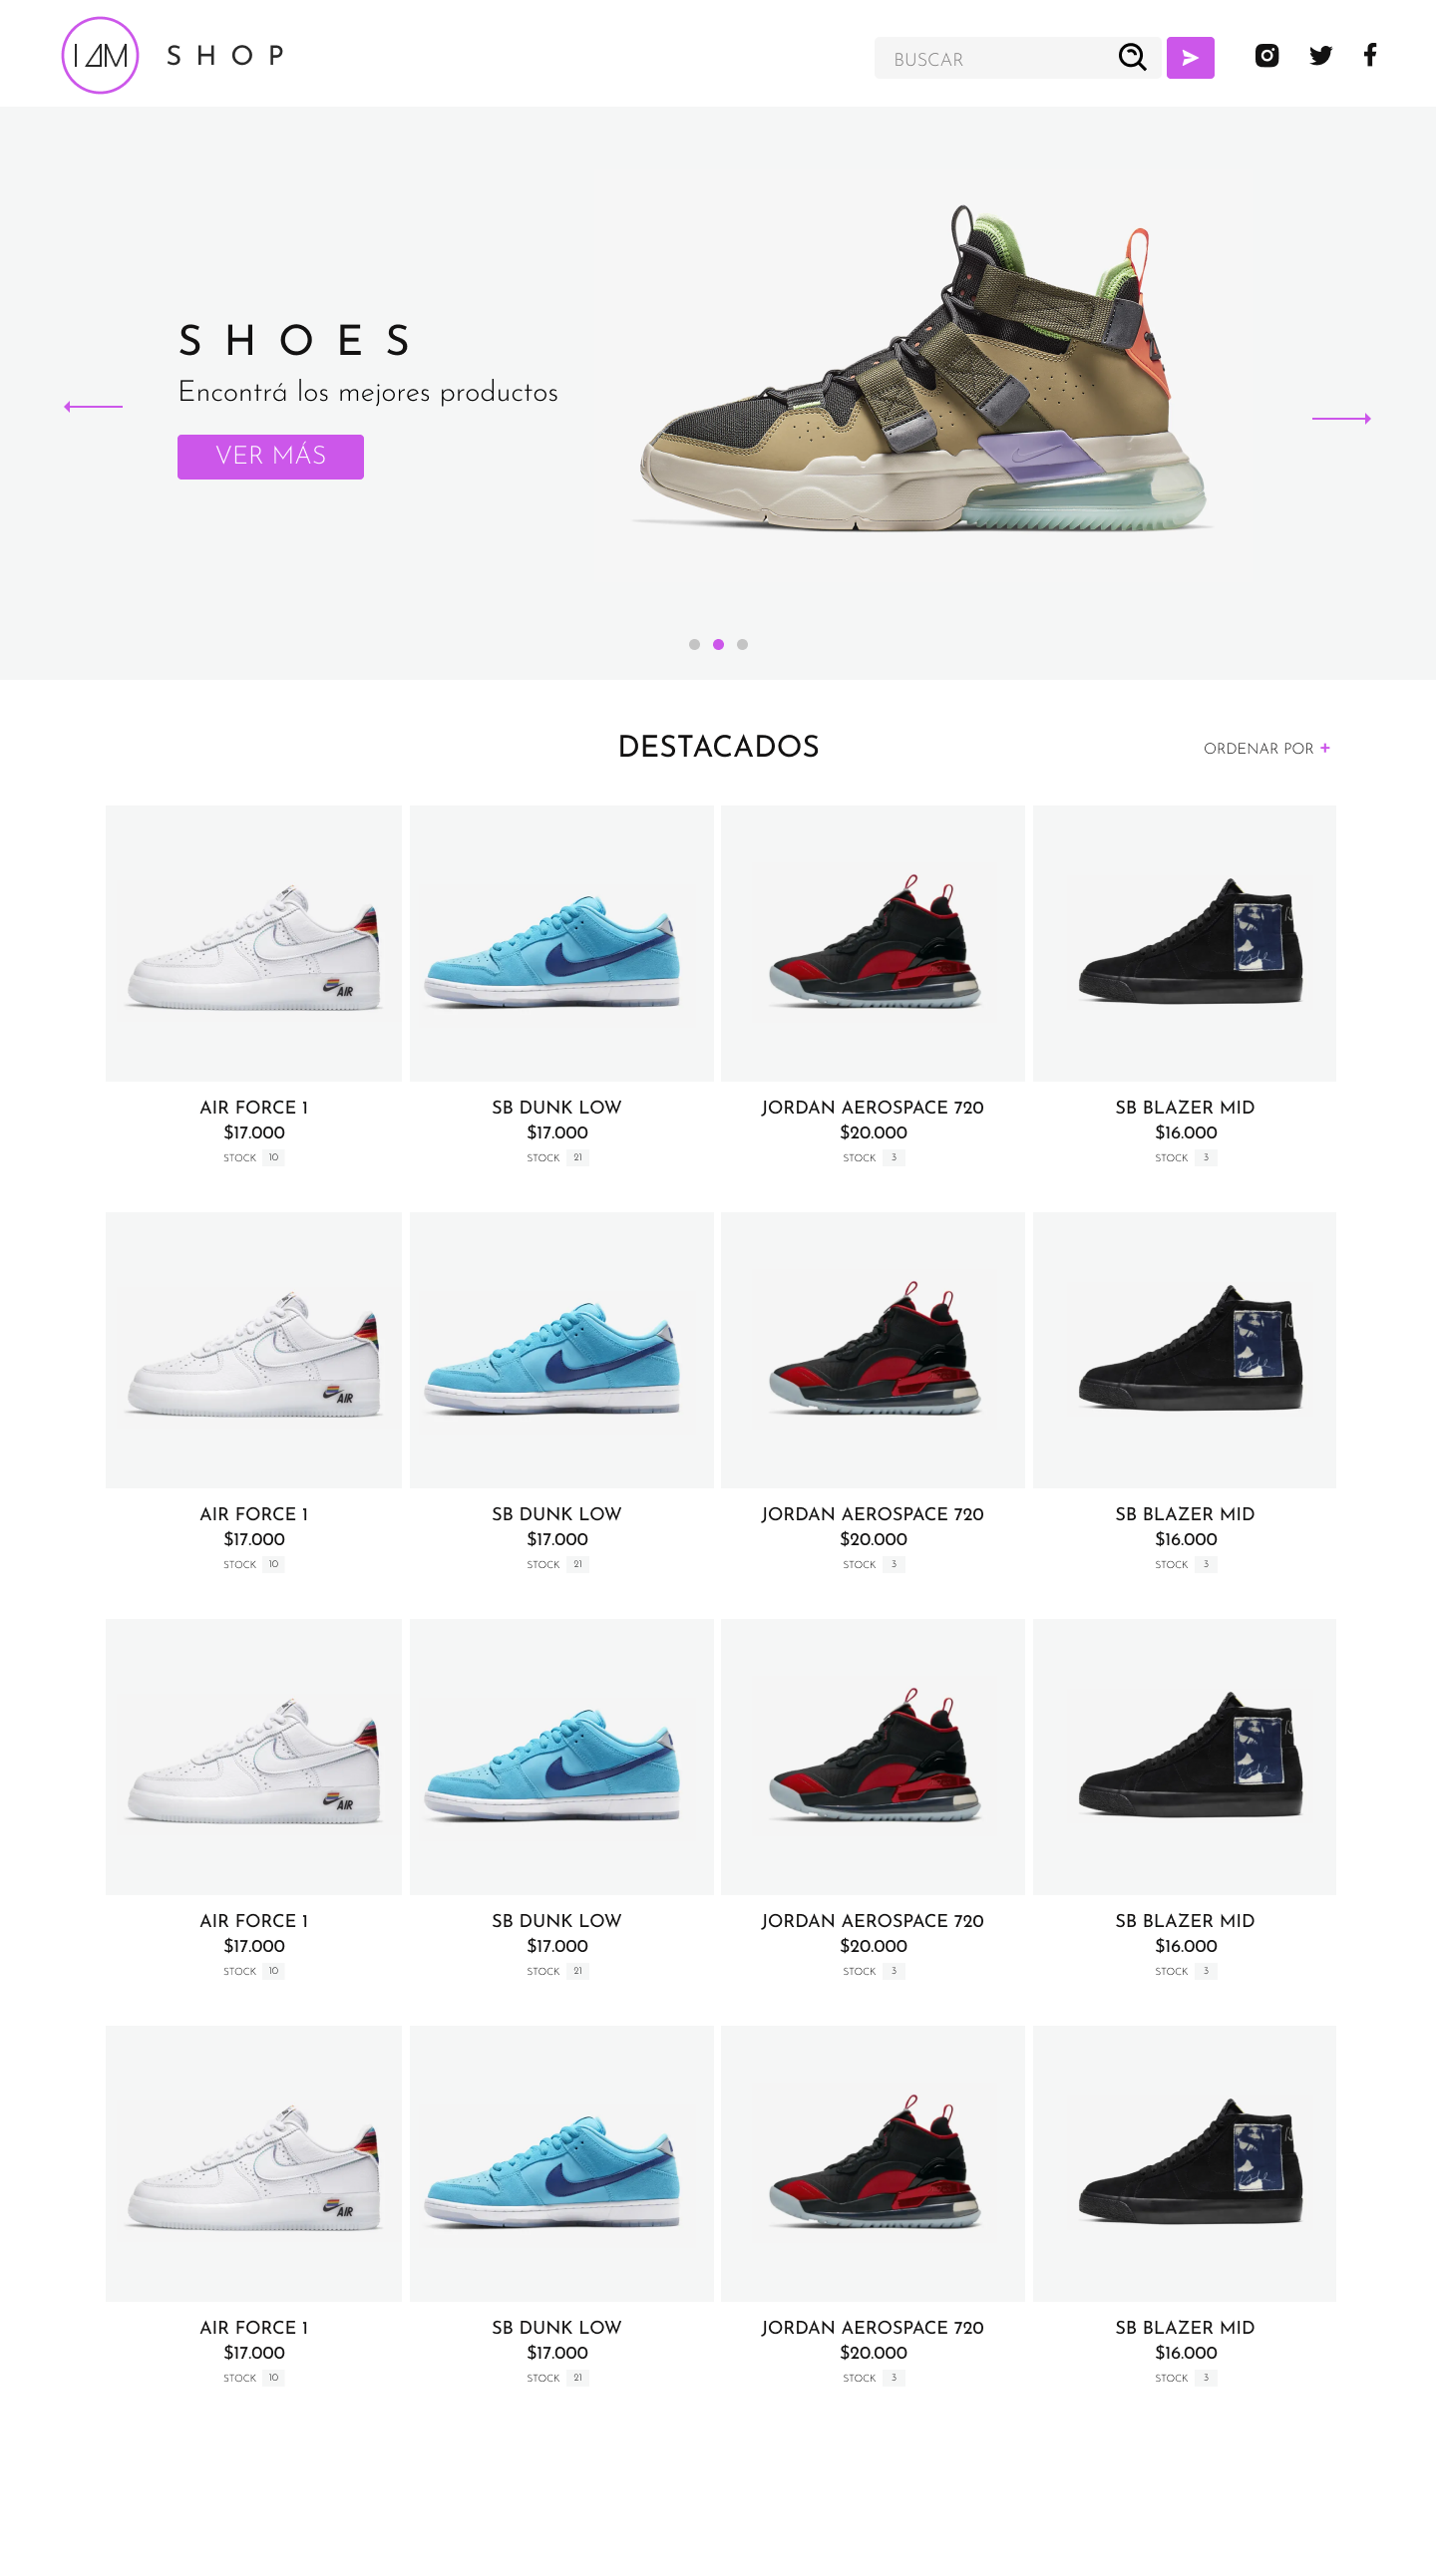 I AM SHOP
BUSCAR
SHOES
Encontrá los mejores productos
VER MÁS
DESTACADOS
ORDENAR POR +
AIR FORCE 1
$17.000
STOCK 10
SB DUNK LOW
$17.000
STOCK 21
JORDAN AEROSPACE 720
$20.000
STOCK 3
SB BLAZER MID
$16.000
STOCK 3
AIR FORCE 1
$17.000
STOCK 10
SB DUNK LOW
$17.000
STOCK 21
JORDAN AEROSPACE 720
$20.000
STOCK 3
SB BLAZER MID
$16.000
STOCK 3
AIR FORCE 1
$17.000
STOCK 10
SB DUNK LOW
$17.000
STOCK 21
JORDAN AEROSPACE 720
$20.000
STOCK 3
SB BLAZER MID
$16.000
STOCK 3
AIR FORCE 1
$17.000
STOCK 10
SB DUNK LOW
$17.000
STOCK 21
JORDAN AEROSPACE 720
$20.000
STOCK 3
SB BLAZER MID
$16.000
STOCK 3